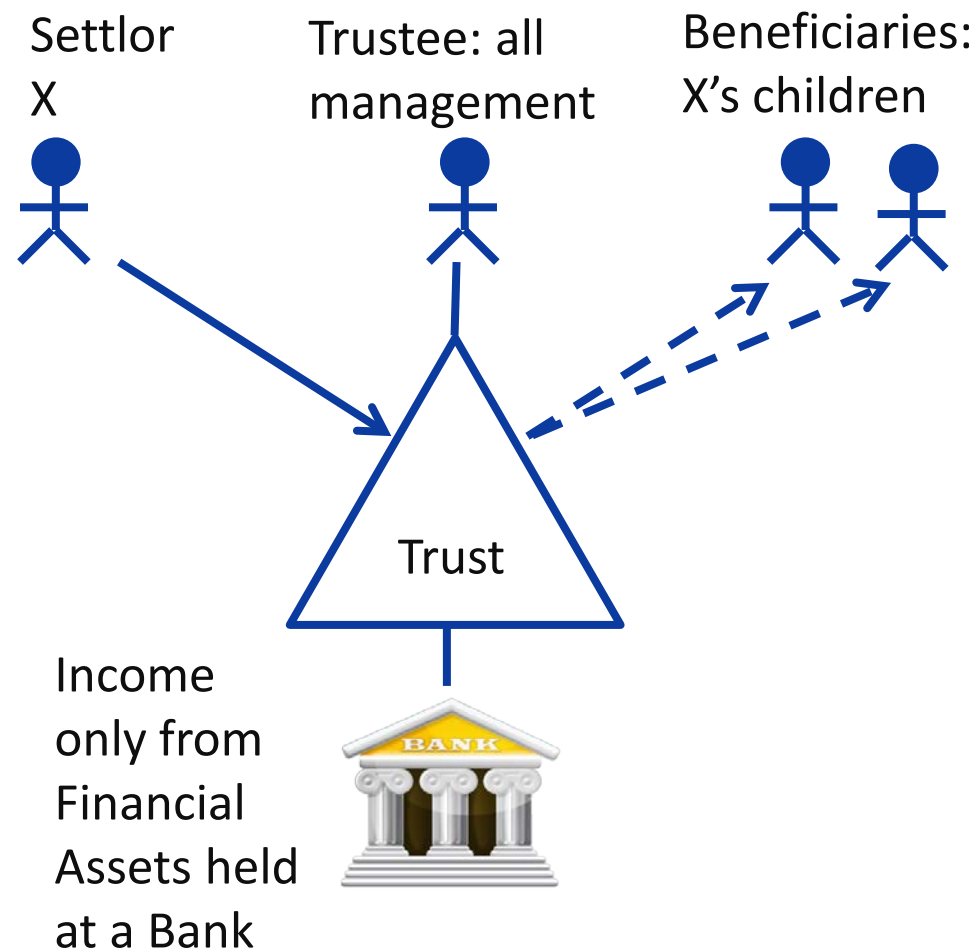 Settlor
X
Trustee: all
management
Beneficiaries:
X’s children
Trust
Income
only from
Financial
Assets held
at a Bank
BANK